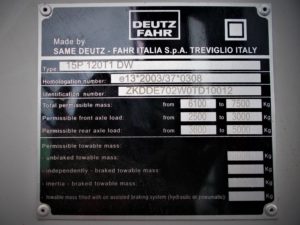 DEUTZ
FAHR
Made by
SAME DEUTZ - FAHR ITALIA S.p.A. TREVIGLIO ITALY
Type 1SP 120T1 DW
Homologation number: e13*2003/37*0308
Identification number ZKDDE702W0TD10012
Total permissible mass: from 6100 to 7500 Kg
Permissible front axle load: from 2500 to 3000 Kg
Permissible rear axle load: from 3600 to 5000 Kg
Permissible towable mass:
- unbraked towable mass: Kg
- independently - braked towable mass: Kg
- inertia - braked towable mass: Kg
- towable mass fitted with an assisted braking system (hydraulic or pneumatic) Kg